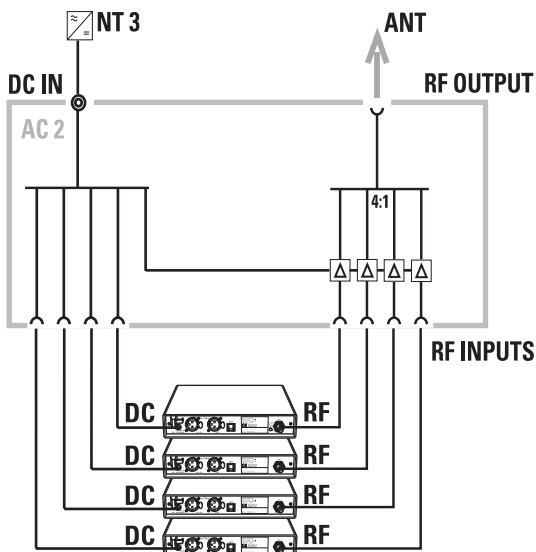 NT 3
ANT
DC IN
RF OUTPUT
AC 2
4:1
RF INPUTS
DC RF
DC RF
DC RF
DC RF